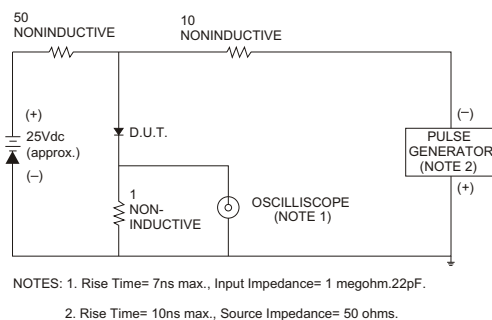 50
NONINDUCTIVE
10
NONINDUCTIVE
(+)
25Vdc
(approx.)
(–)
D.U.T.
1
NON-
INDUCTIVE
OSCILLISCOPE
(NOTE 1)
(–)
PULSE
GENERATOR
(NOTE 2)
(+)
NOTES: 1. Rise Time= 7ns max., Input Impedance= 1 megohm.22pF.
2. Rise Time= 10ns max., Source Impedance= 50 ohms.